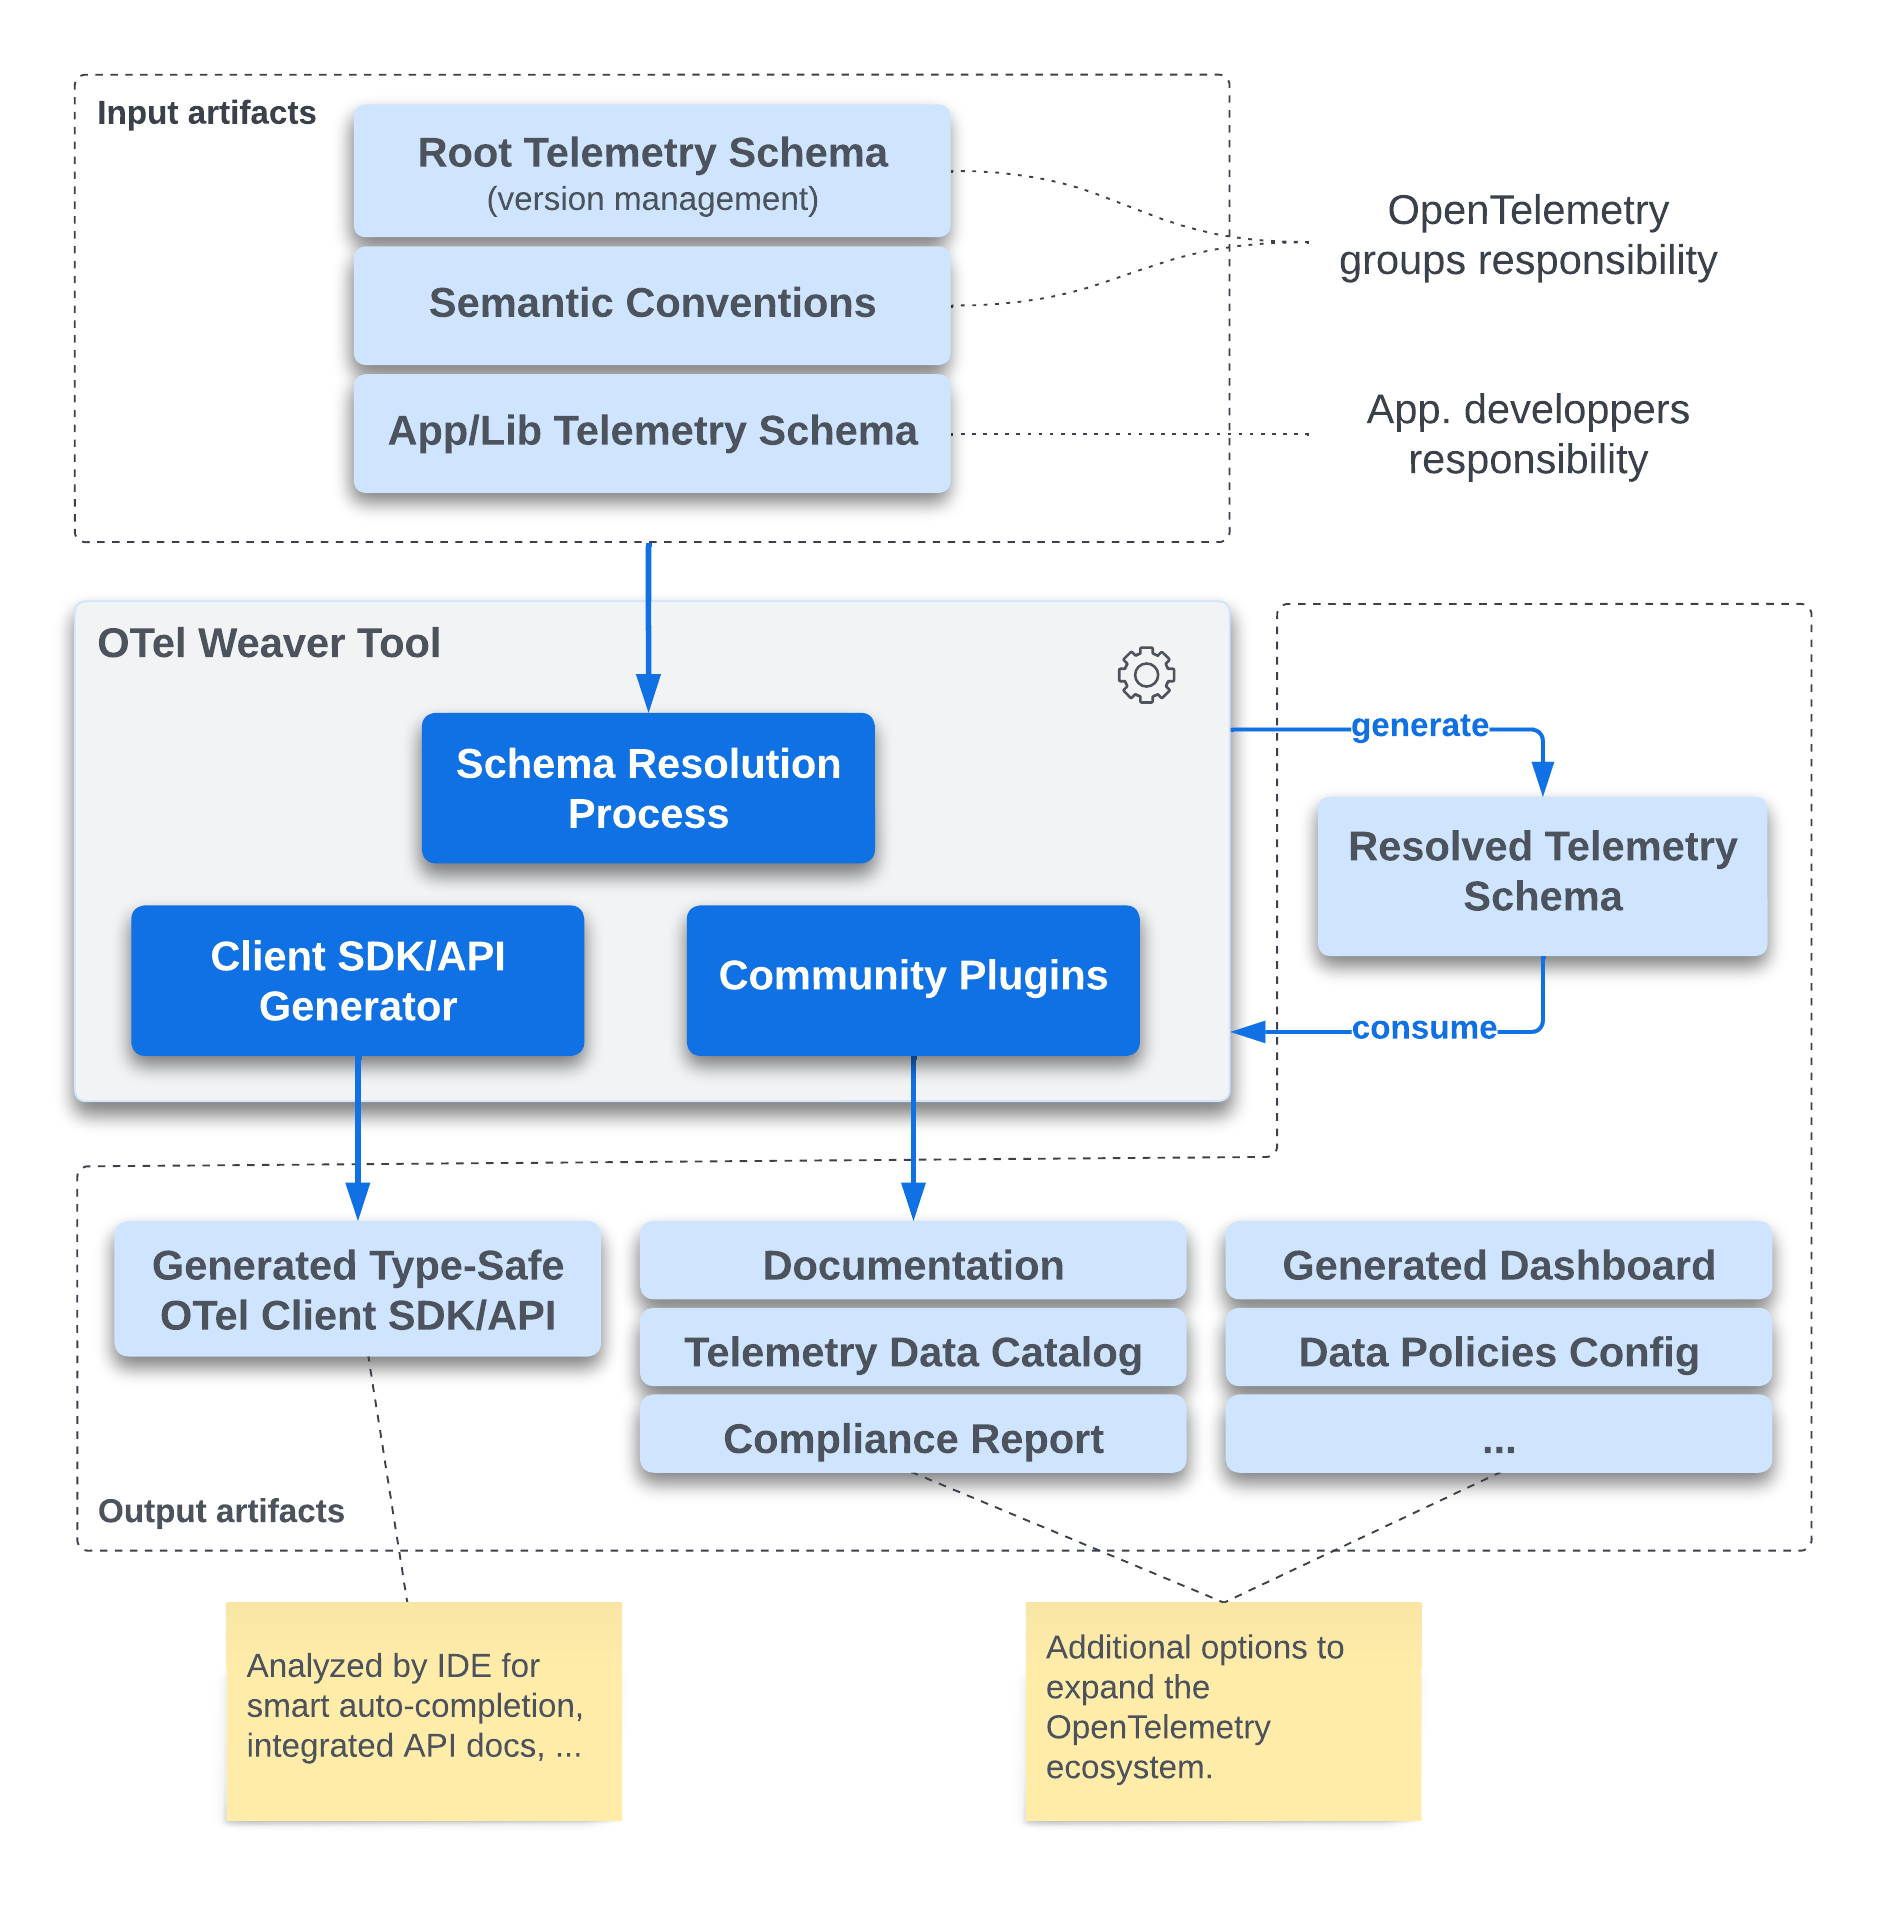 Input artifacts
Root Telemetry Schema
(version management)
Semantic Conventions
App/Lib Telemetry Schema
OpenTelemetry
groups responsibility
App. developpers
responsibility
OTel Weaver Tool
Schema Resolution
Process
Client SDK/API
Generator
Community Plugins
generate
Resolved Telemetry
Schema
consume
Generated Type-Safe
OTel Client SDK/API
Documentation
Telemetry Data Catalog
Compliance Report
Generated Dashboard
Data Policies Config
...
Output artifacts
Analyzed by IDE for
smart auto-completion,
integrated API docs, ...
Additional options to
expand the
OpenTelemetry
ecosystem.